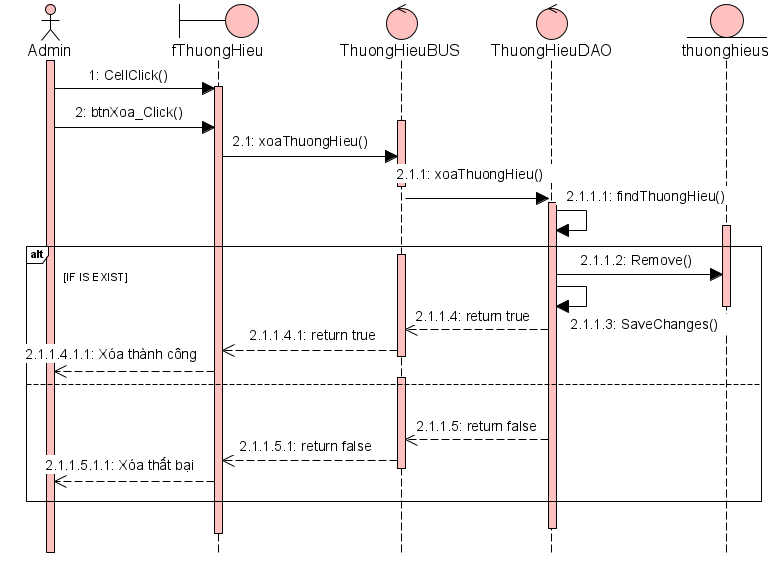 Admin
fThuongHieu
ThuongHieuBUS
ThuongHieuDAO
thuonghieus
1: CellClick()
2: btnXoa_Click()
2.1: xoaThuongHieu()
2.1.1: xoaThuongHieu()
2.1.1.1: findThuongHieu()
alt
[IF IS EXIST]
2.1.1.2: Remove()
2.1.1.3: SaveChanges()
2.1.1.4: return true
2.1.1.4.1: return true
2.1.1.4.1.1: Xóa thành công
2.1.1.5: return false
2.1.1.5.1: return false
2.1.1.5.1.1: Xóa thất bại